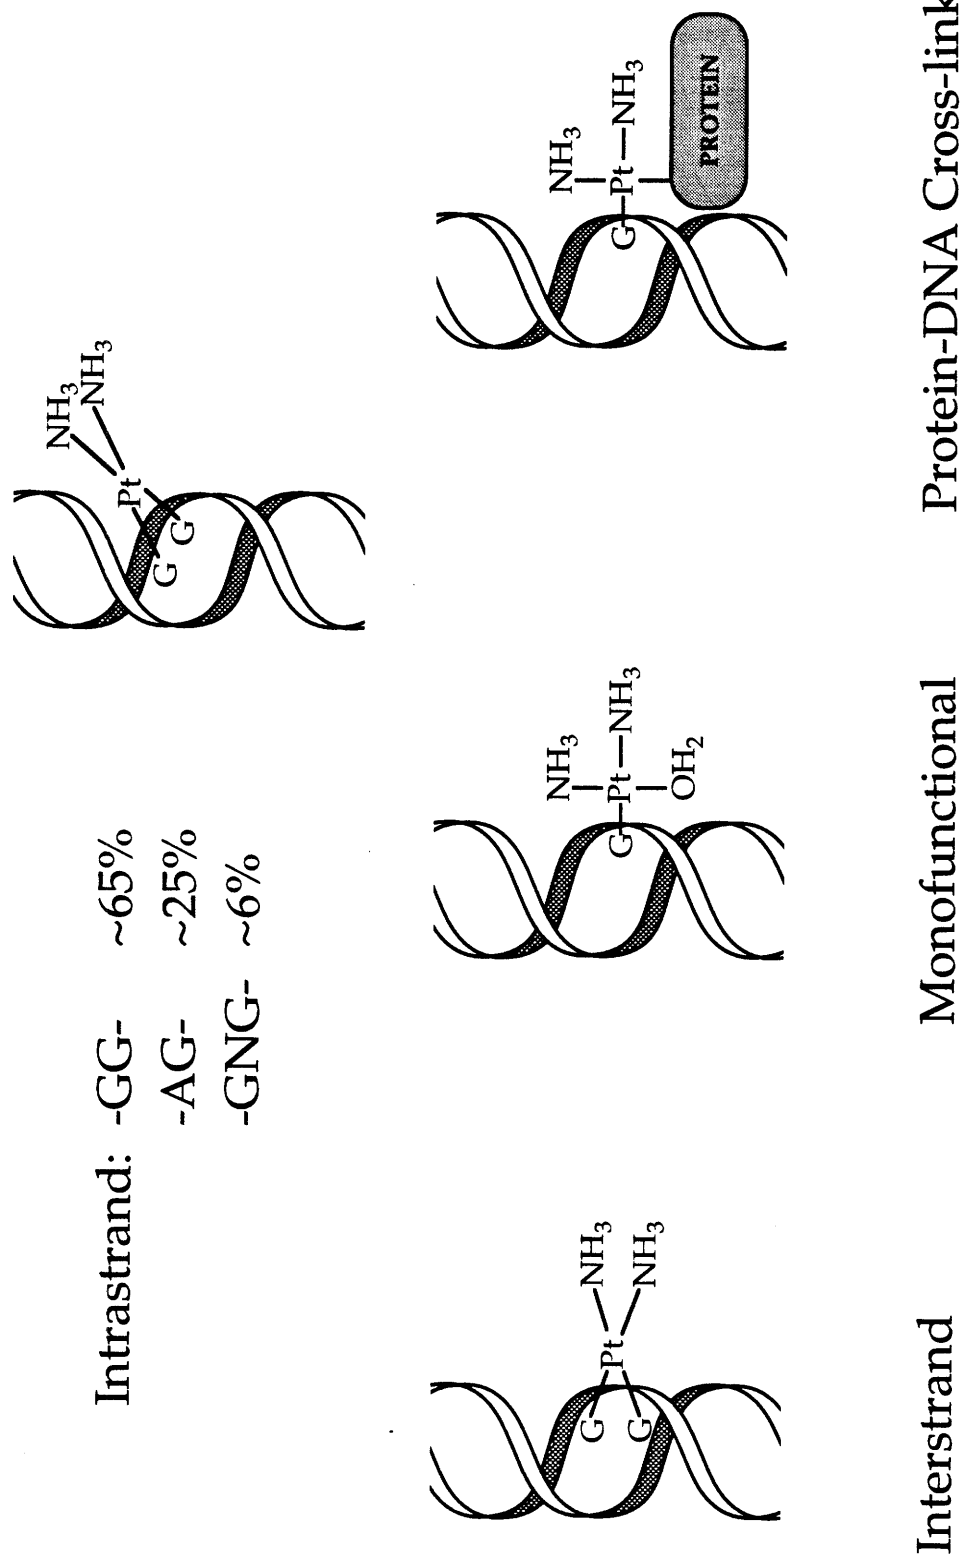 Intrastrand: -GG- ~65%
-AG- ~25%
-GNG- ~6%
NH3
NH3
Pt
G
G
G
G
Pt
NH3
NH3
Interstrand
NH3
G
Pt
NH3
OH2
Monofunctional
NH3
G
Pt
NH3
PROTEIN
Protein-DNA Cross-link